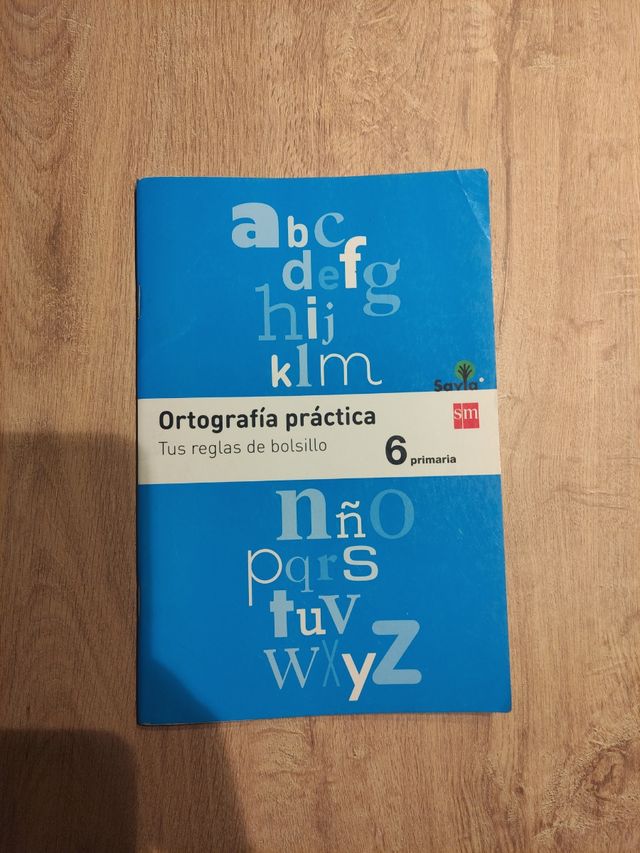 abc
defg
hij
klm
Savia
Ortografía práctica
sm
Tus reglas de bolsillo
6 primaria
nño
pqrs
tuv
wxyz